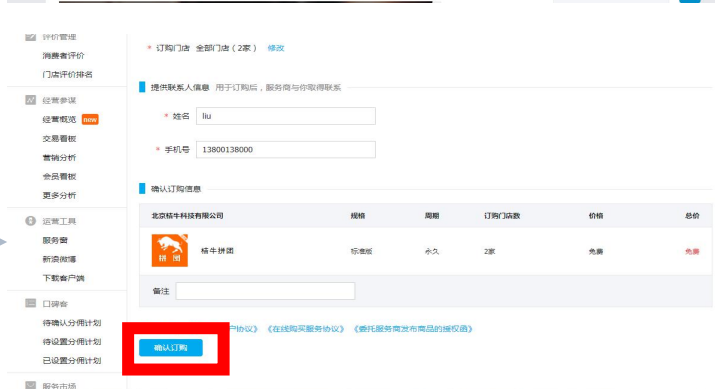 评价管理
消费者评价
门店评价排名
经营参谋
经营概览 new
交易看板
营销分析
会员看板
更多分析
运营工具
服务窗
新浪微博
下载客户端
口碑客
待确认分佣计划
待设置分佣计划
已设置分佣计划
服务市场
* 订购门店 全部门店(2家) 修改
提供联系人信息 用于订购后,服务商与你取得联系
* 姓名 liu
* 手机号 13800138000
确认订购信息
北京桔牛科技有限公司 规格 周期 订购门店数 价格 总价
拼 团 桔牛拼团 标准版 永久 2家 免费 免费
备注
户协议》 《在线购买服务协议》 《委托服务商发布商品的授权函》
确认订购